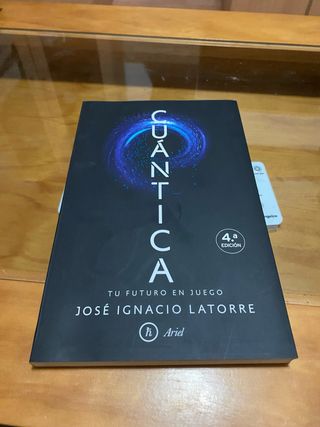 CUÁNTICA
4.ª
EDICIÓN
TU FUTURO EN JUEGO
JOSÉ IGNACIO LATORRE
ħ Ariel